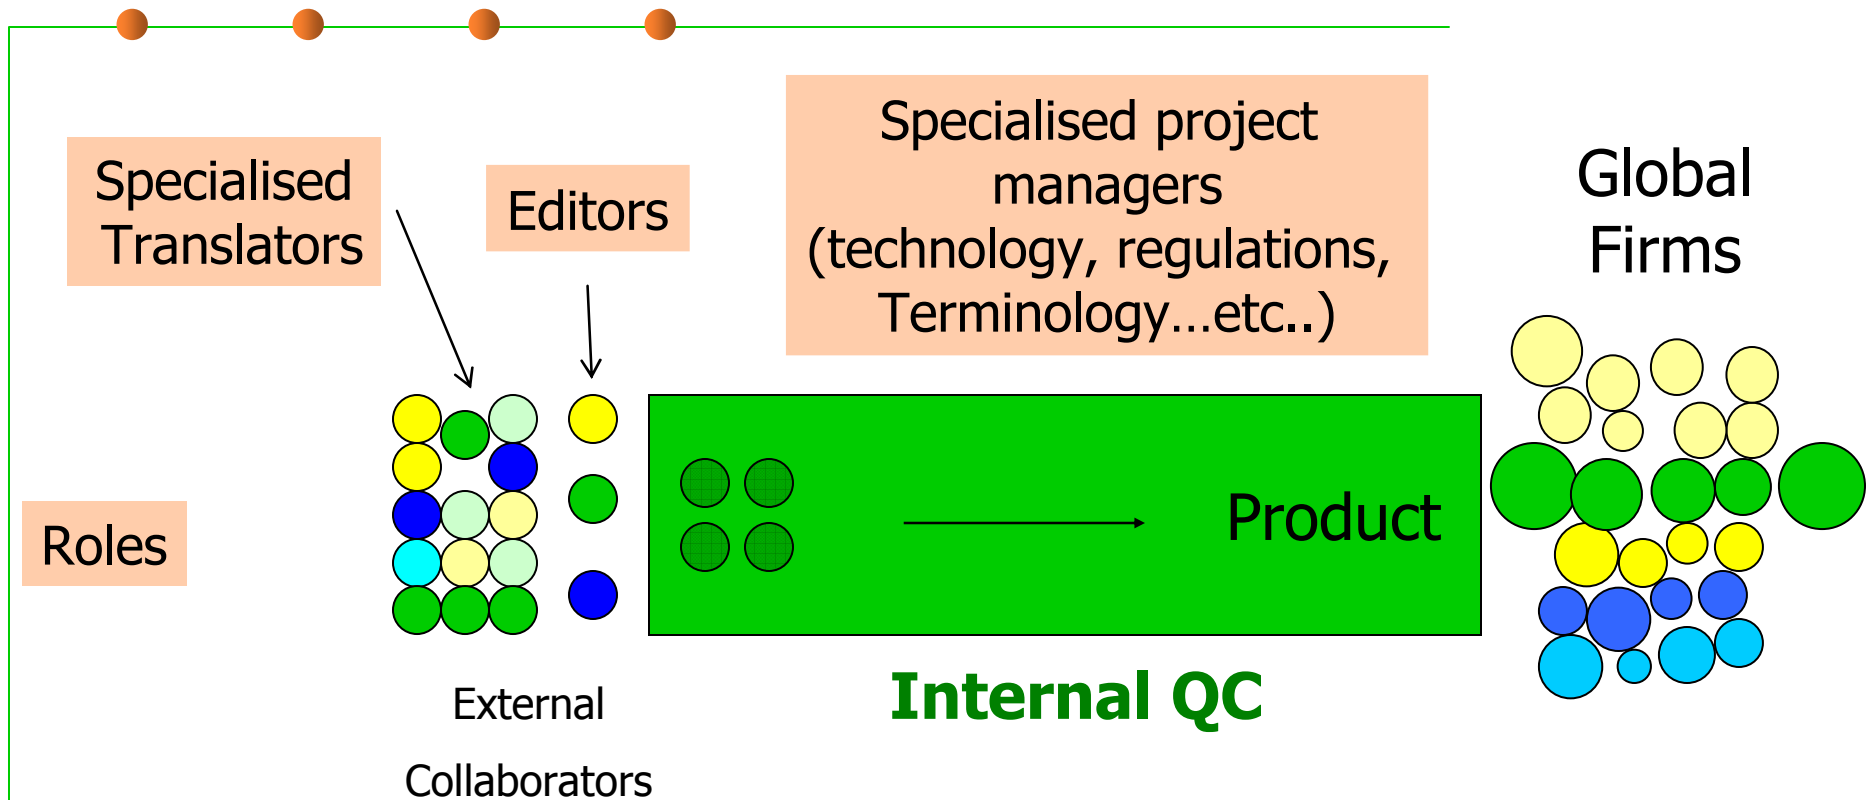 Specialised
Translators
Editors
Specialised project
managers
(technology, regulations,
Terminology...etc..)
Global
Firms
Roles
Product
Internal QC
External
Collaborators